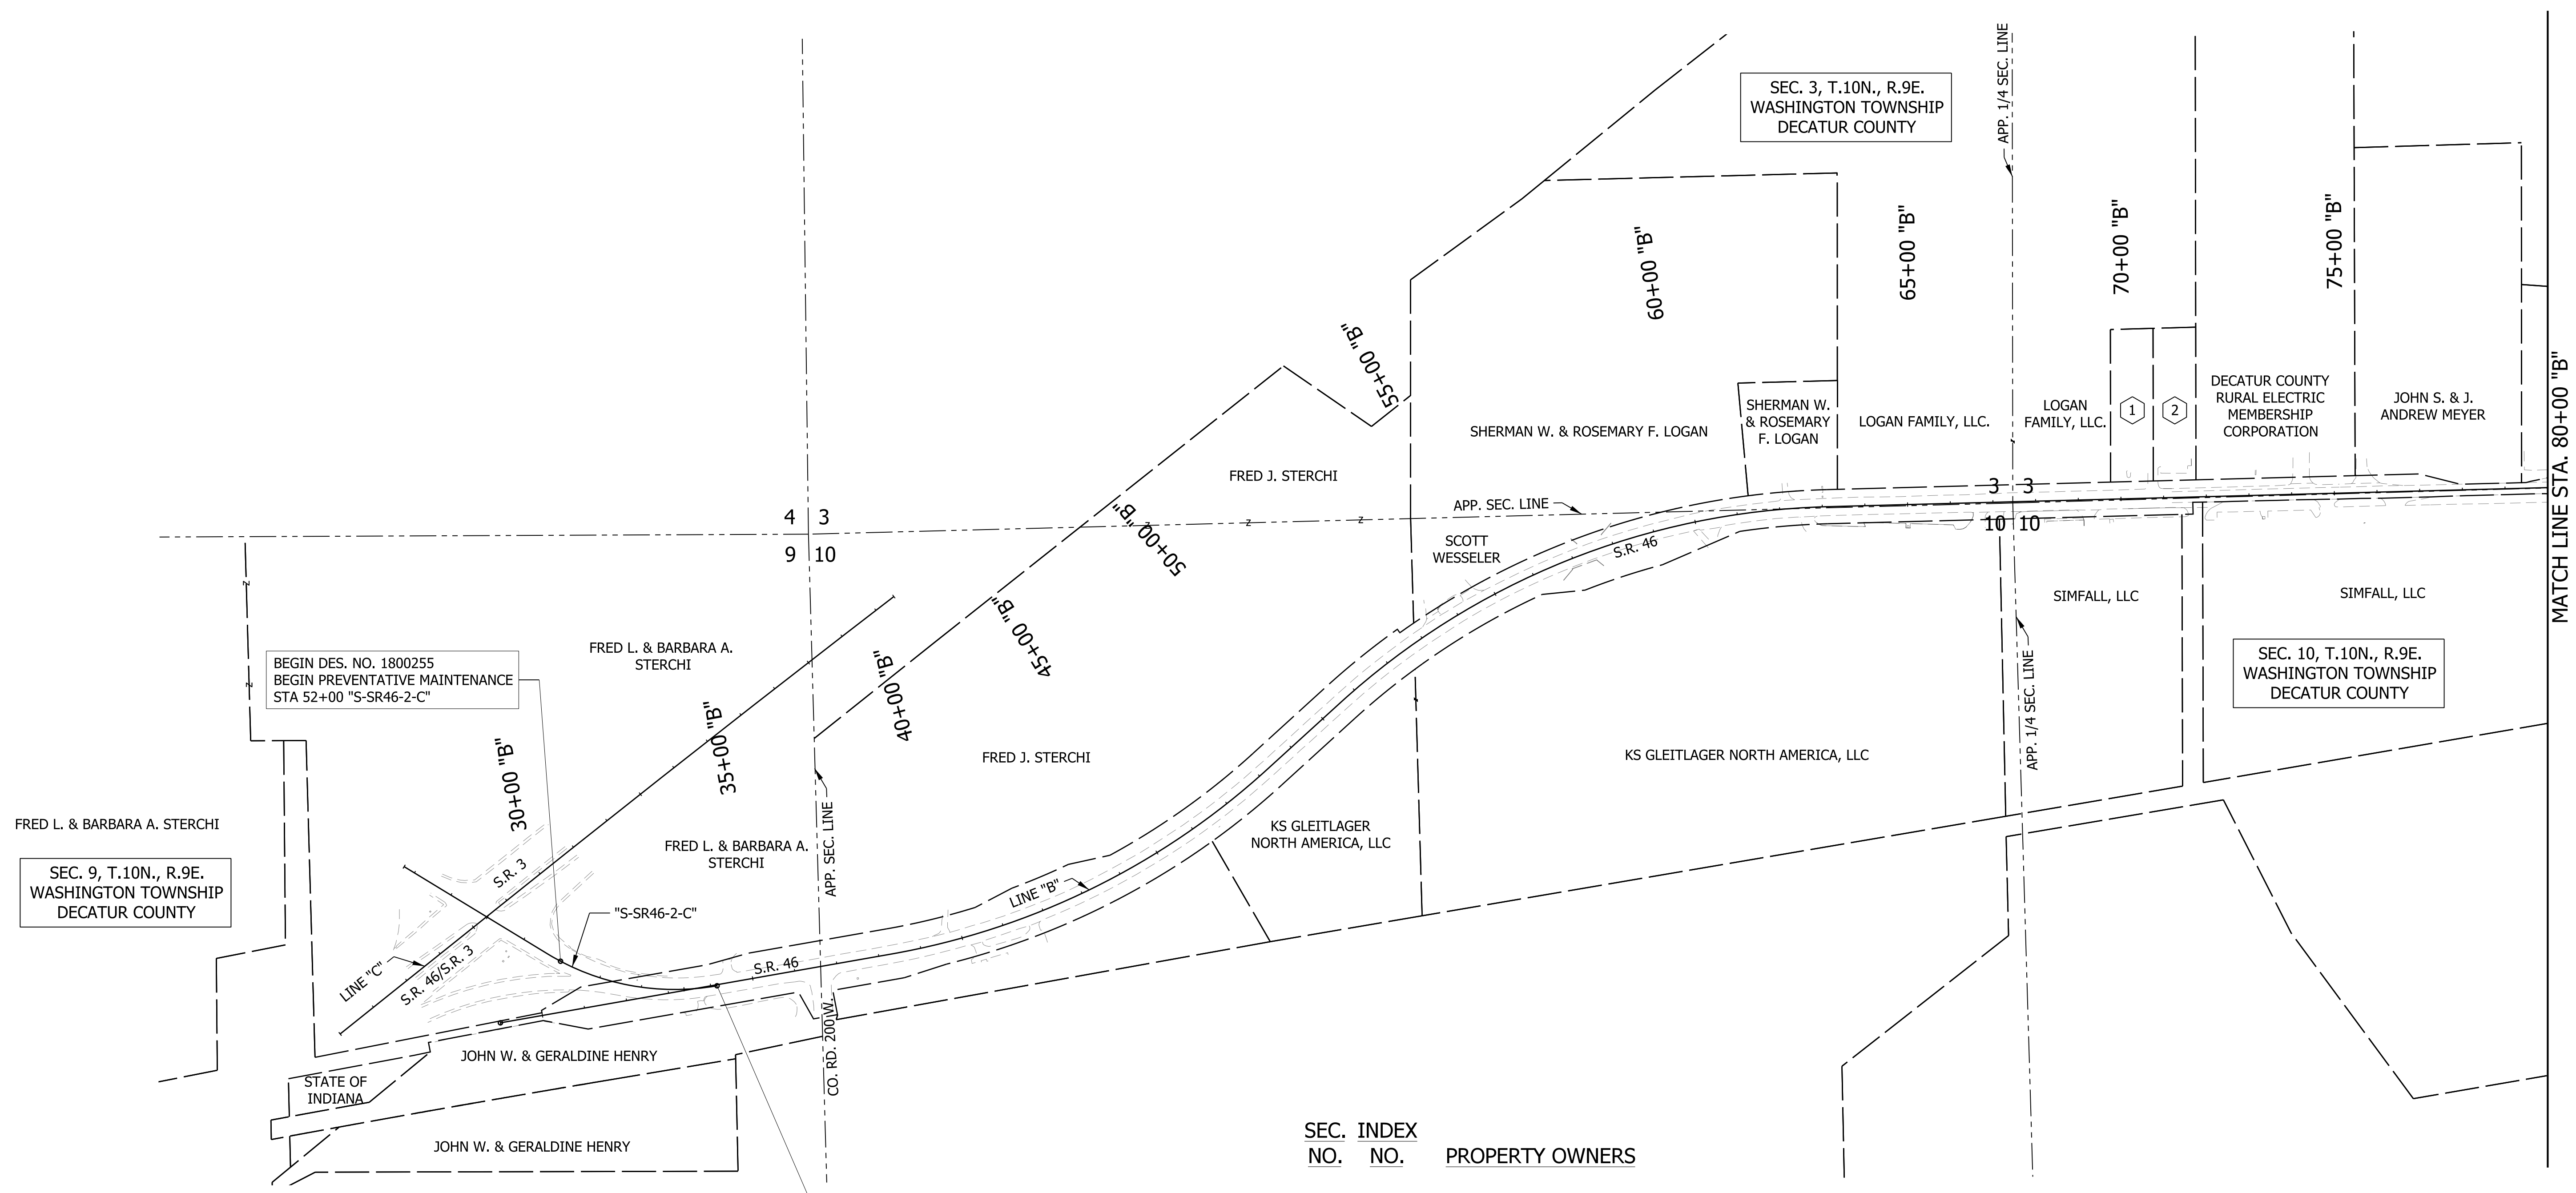 APP. 1/4 SEC. LINE
SEC. 3, T.10N., R.9E.
WASHINGTON TOWNSHIP
DECATUR COUNTY
55+00 "B"
60+00 "B"
65+00 "B"
70+00 "B"
75+00 "B"
MATCH LINE STA. 80+00 "B"
SHERMAN W. & ROSEMARY F. LOGAN
SHERMAN W.
& ROSEMARY
F. LOGAN
LOGAN FAMILY, LLC.
LOGAN
FAMILY, LLC.
1
2
DECATUR COUNTY
RURAL ELECTRIC
MEMBERSHIP
CORPORATION
JOHN S. & J.
ANDREW MEYER
FRED J. STERCHI
APP. SEC. LINE
4 3
9 10
3 3
10 10
50+00 "B"
SCOTT
WESSELER
S.R. 46
SIMFALL, LLC
SIMFALL, LLC
SEC. 10, T.10N., R.9E.
WASHINGTON TOWNSHIP
DECATUR COUNTY
APP. 1/4 SEC. LINE
FRED L. & BARBARA A.
STERCHI
BEGIN DES. NO. 1800255
BEGIN PREVENTATIVE MAINTENANCE
STA 52+00 "S-SR46-2-C"
30+00 "B"
35+00 "B"
40+00 "B"
45+00 "B"
FRED J. STERCHI
KS GLEITLAGER NORTH AMERICA, LLC
KS GLEITLAGER
NORTH AMERICA, LLC
FRED L. & BARBARA A. STERCHI
SEC. 9, T.10N., R.9E.
WASHINGTON TOWNSHIP
DECATUR COUNTY
FRED L. & BARBARA A.
STERCHI
APP. SEC. LINE
S.R. 3
"S-SR46-2-C"
LINE "B"
LINE "C"
S.R. 46/S.R. 3
S.R. 46
CO. RD. 200 W.
JOHN W. & GERALDINE HENRY
STATE OF
INDIANA
JOHN W. & GERALDINE HENRY
SEC. INDEX
NO. NO. PROPERTY OWNERS